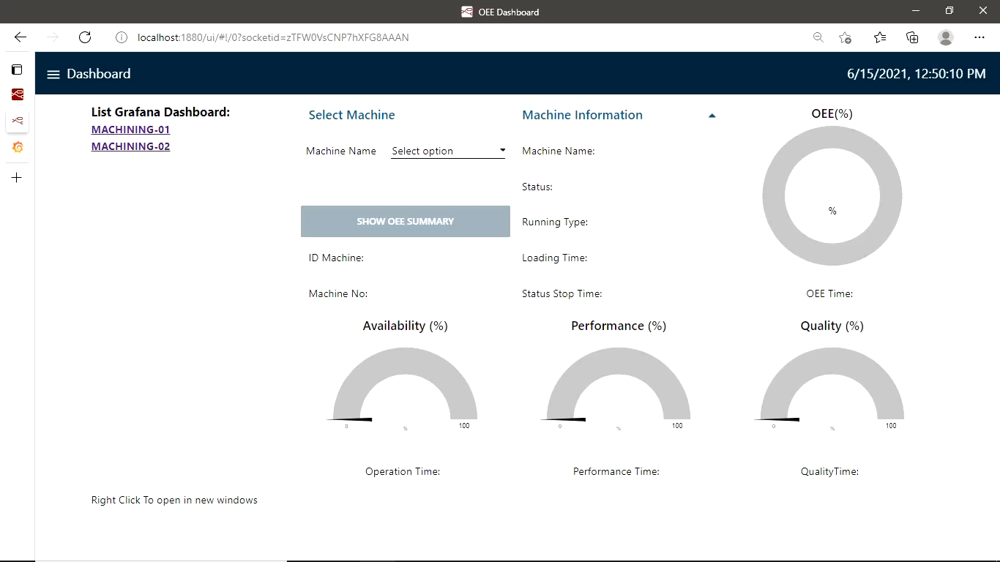 OEE Dashboard
localhost:1880/ui/#!/0?socketid=zTFW0VsCNP7hXFG8AAAN
Dashboard
6/15/2021, 12:50:10 PM
List Grafana Dashboard:
MACHINING-01
MACHINING-02
Right Click To open in new windows
Select Machine
Machine Name Select option
SHOW OEE SUMMARY
ID Machine:
Machine No:
Machine Information
Machine Name:
Status:
Running Type:
Loading Time:
Status Stop Time:
OEE(%)
%
OEE Time:
Availability (%)
0 % 100
Operation Time:
Performance (%)
0 % 100
Performance Time:
Quality (%)
0 % 100
QualityTime: